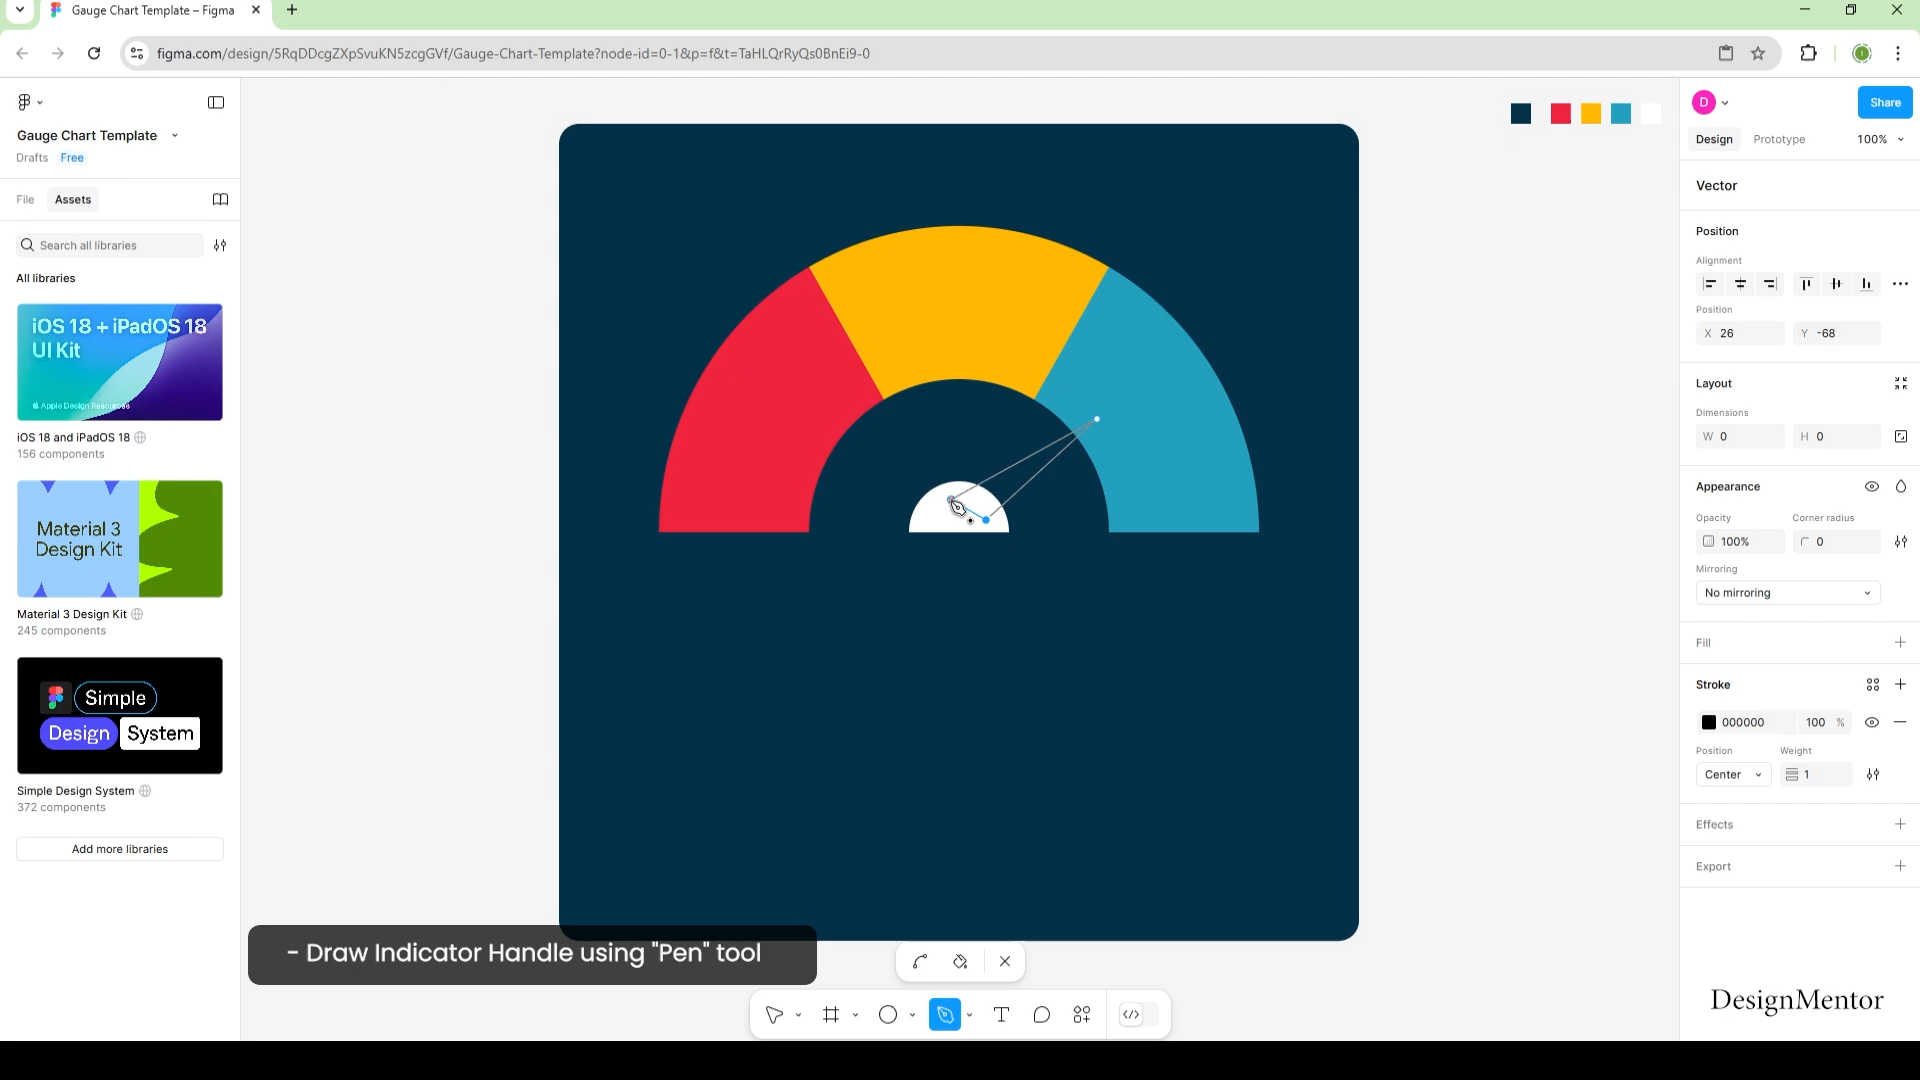 Gauge Chart Template – Figma
figma.com/design/5RqDDcgZXpSvuKN5zcgGVf/Gauge-Chart-Template?node-id=0-1&p=f&t=TaHLQrRyQs0BnEi9-0
Gauge Chart Template
Drafts Free
File Assets
Search all libraries
All libraries
iOS 18 + iPadOS 18
UI Kit
Apple Design Resources
iOS 18 and iPadOS 18
156 components
Material 3
Design Kit
Material 3 Design Kit
245 components
Simple
Design System
Simple Design System
372 components
Add more libraries
- Draw Indicator Handle using "Pen" tool
D
Share
Design Prototype 100%
Vector
Position
Alignment
Position
X 26 Y -68
Layout
Dimensions
W 0 H 0
Appearance
Opacity Corner radius
100% 0
Mirroring
No mirroring
Fill
Stroke
000000 100 %
Position Weight
Center 1
Effects
Export
DesignMentor